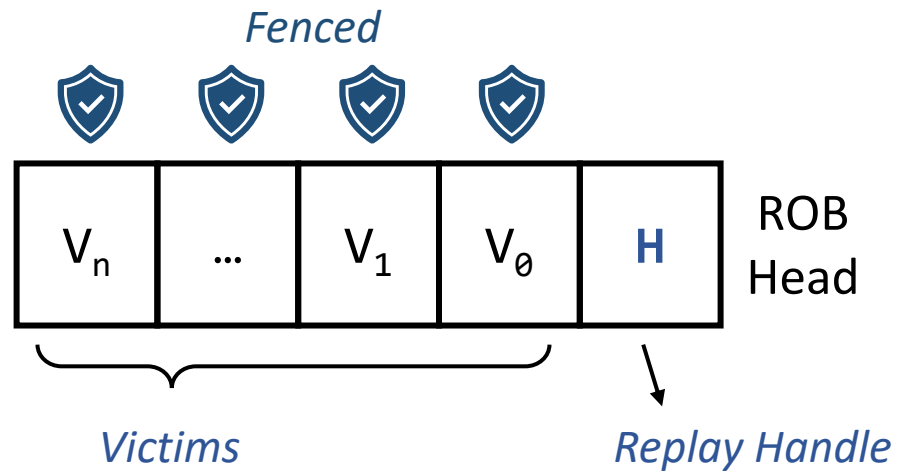 Fenced
Vn ... V1 V0 H
ROB
Head
Victims
Replay Handle